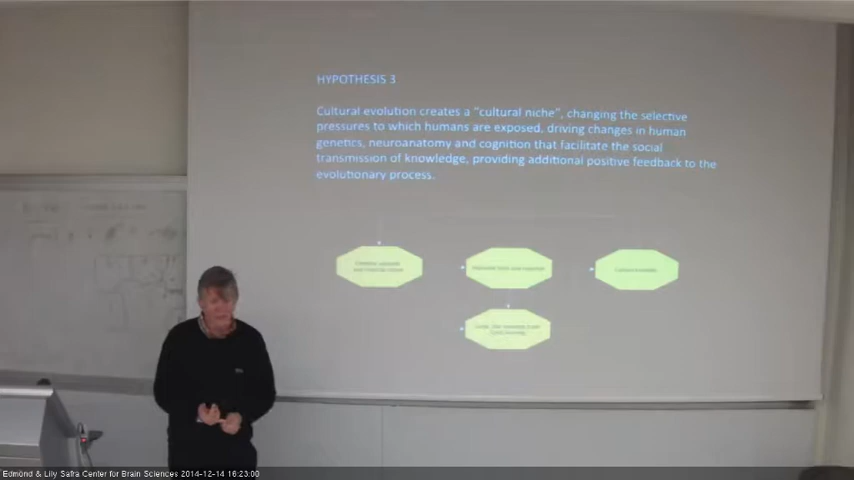 HYPOTHESIS 3
Cultural evolution creates a "cultural niche", changing the selective
pressures to which humans are exposed, driving changes in human
genetics, neuroanatomy and cognition that facilitate the social
transmission of knowledge, providing additional positive feedback to the
evolutionary process.
Edmond & Lily Safra Center for Brain Sciences 2014-12-14 16:23:00